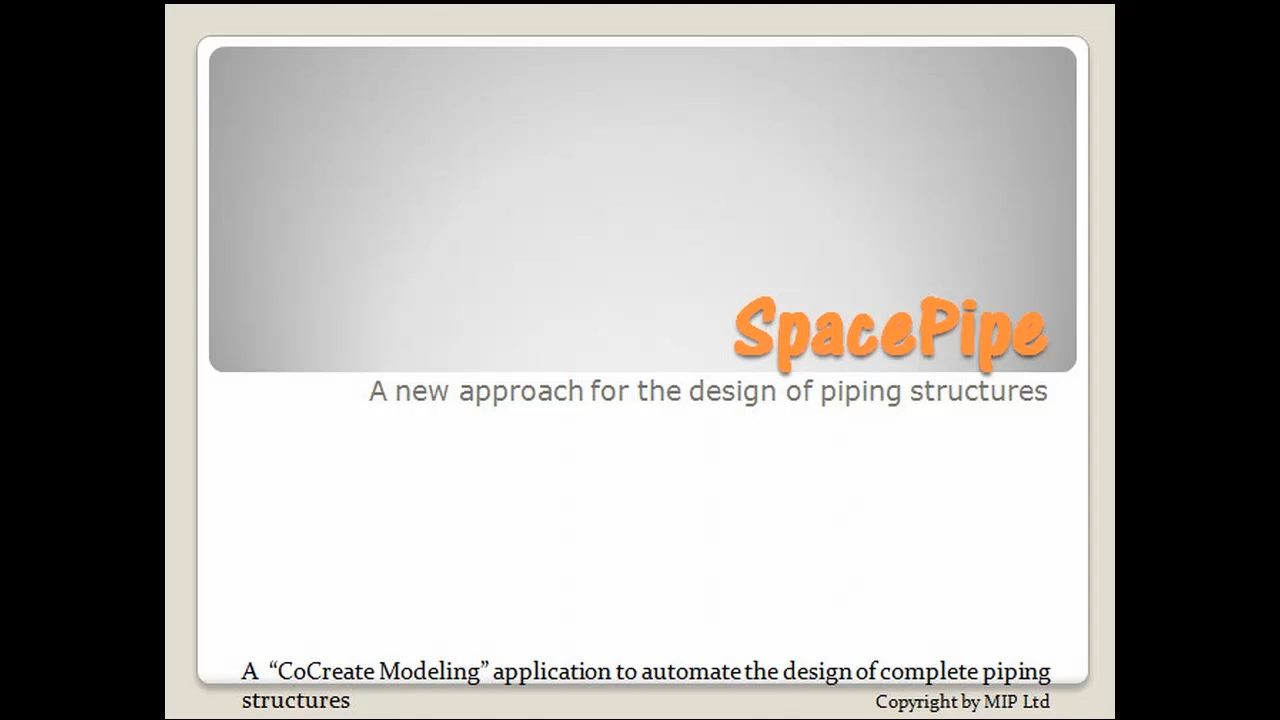 SpacePipe
A new approach for the design of piping structures
A “CoCreate Modeling” application to automate the design of complete piping
structures
Copyright by MIP Ltd